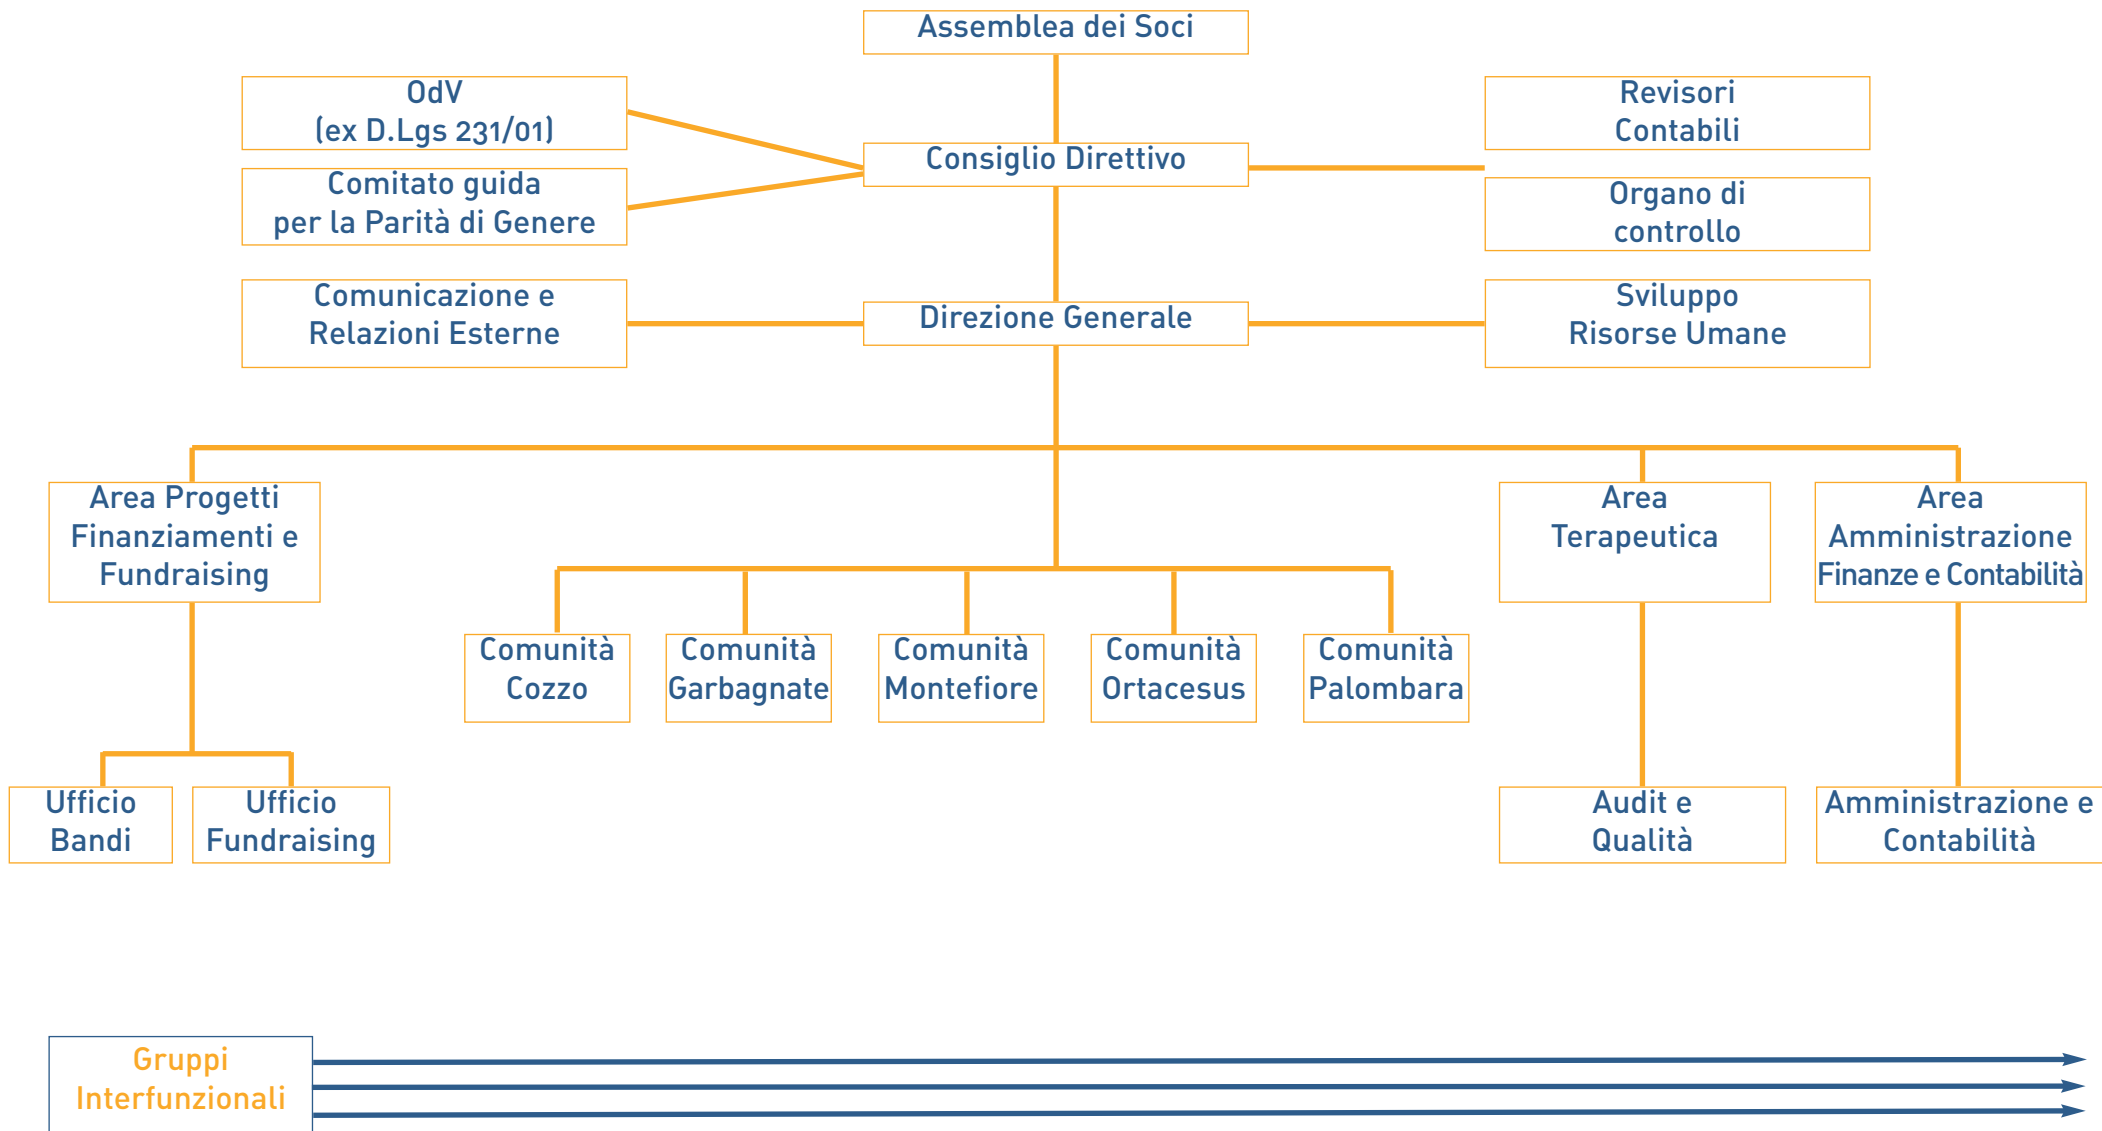 Assemblea dei Soci
OdV
(ex D.Lgs 231/01)
Revisori
Contabili
Consiglio Direttivo
Comitato guida
per la Parità di Genere
Organo di
controllo
Comunicazione e
Relazioni Esterne
Direzione Generale
Sviluppo
Risorse Umane
Area Progetti
Finanziamenti e
Fundraising
Area
Terapeutica
Area
Amministrazione
Finanze e Contabilità
Comunità
Cozzo
Comunità
Garbagnate
Comunità
Montefiore
Comunità
Ortacesus
Comunità
Palombara
Ufficio
Bandi
Ufficio
Fundraising
Audit e
Qualità
Amministrazione e
Contabilità
Gruppi
Interfunzionali